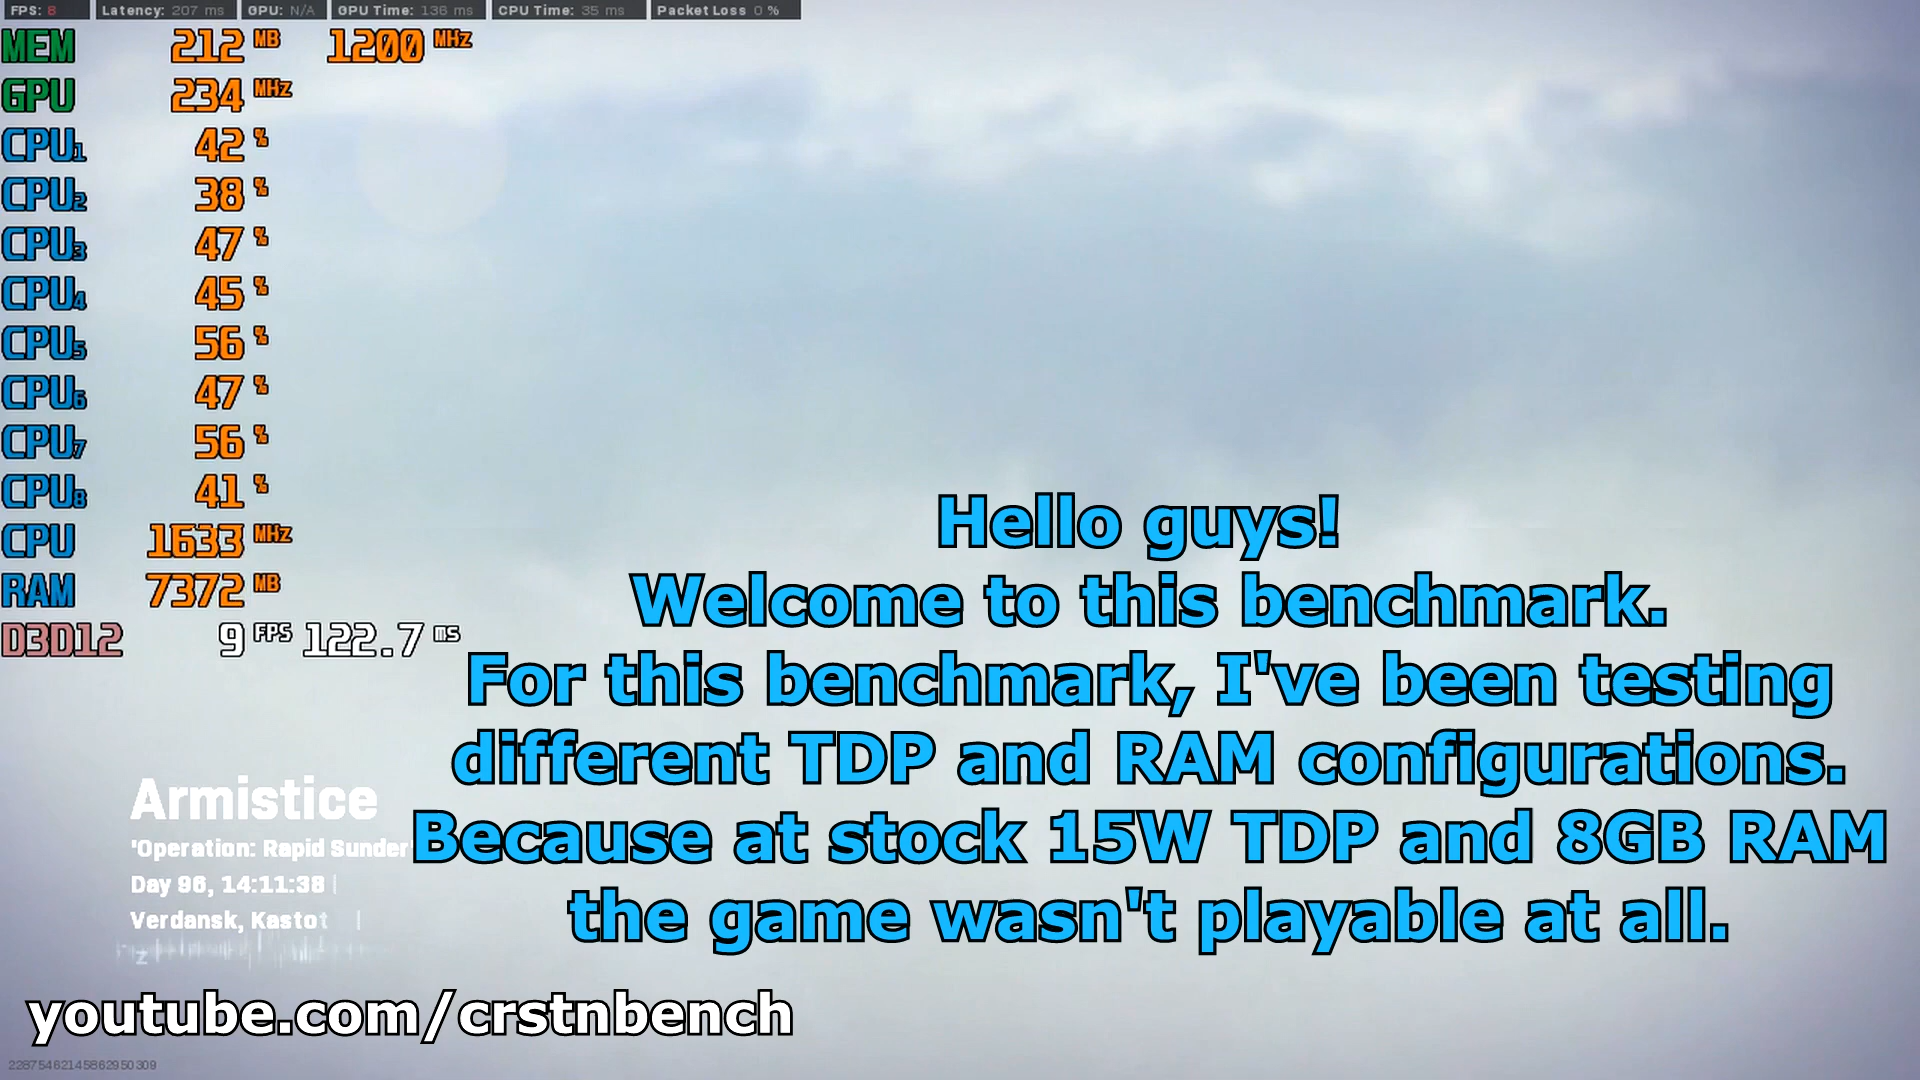 FPS: 8 Latency: 207 ms GPU: N/A GPU Time: 136 ms CPU Time: 35 ms Packet Loss 0 %
MEM 212 MB 1200 MHz
GPU 234 MHz
CPU1 42 %
CPU2 38 %
CPU3 47 %
CPU4 45 %
CPU5 56 %
CPU6 47 %
CPU7 56 %
CPU8 41 %
CPU 1633 MHz
RAM 7372 MB
D3D12 9 FPS 122.7 ms
Hello guys!
Welcome to this benchmark.
For this benchmark, I've been testing
different TDP and RAM configurations.
Because at stock 15W TDP and 8GB RAM
the game wasn't playable at all.
Armistice
'Operation: Rapid Sunder'
Day 96, 14:11:38
Verdansk, Kastot
z
youtube.com/crstnbench
22875462145862950309